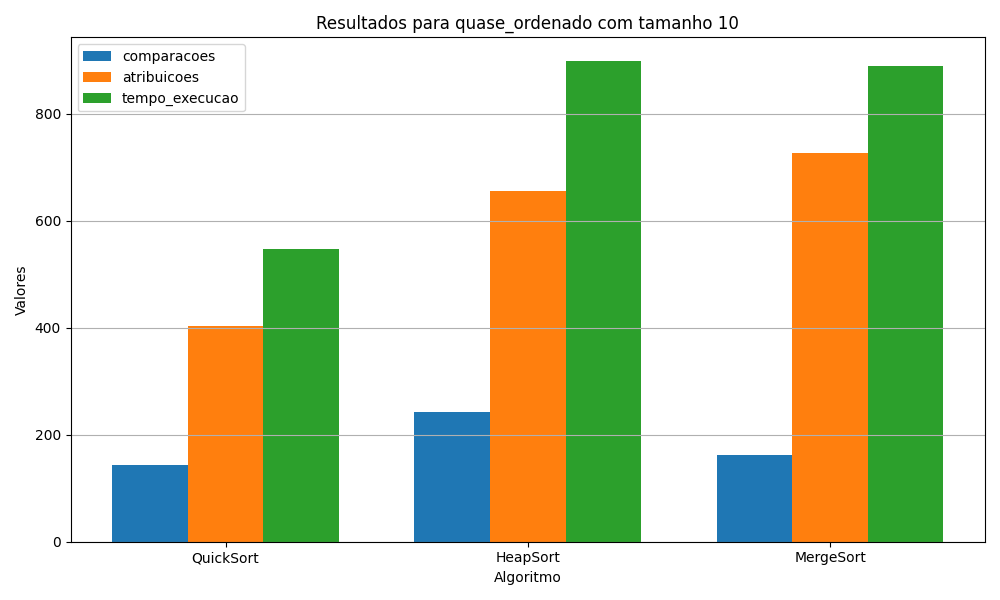 Resultados para quase_ordenado com tamanho 10
comparacoes
atribuicoes
tempo_execucao
Valores
800
600
400
200
0
QuickSort
HeapSort
MergeSort
Algoritmo